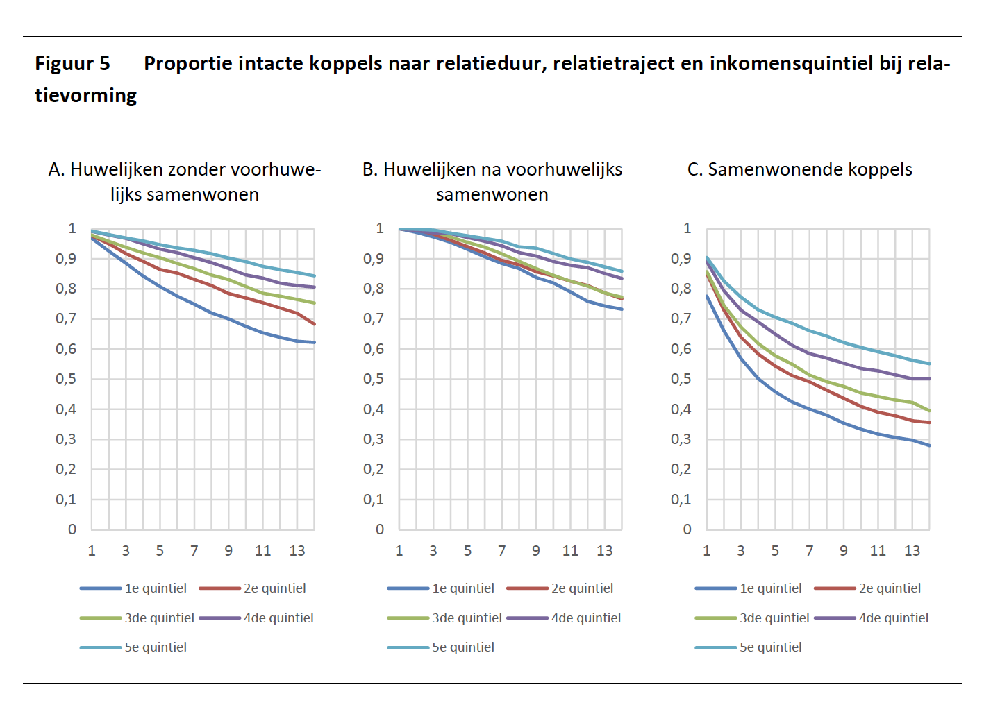 Figuur 5 Proportie intacte koppels naar relatieduur, relatietraject en inkomensquintiel bij rela-
tievorming
A. Huwelijken zonder voorhuwe-
lijks samenwonen
1
0,9
0,8
0,7
0,6
0,5
0,4
0,3
0,2
0,1
0
1 3 5 7 9 11 13
1e quintiel 2e quintiel
3de quintiel 4de quintiel
5e quintiel
B. Huwelijken na voorhuwelijks
samenwonen
1
0,9
0,8
0,7
0,6
0,5
0,4
0,3
0,2
0,1
0
1 3 5 7 9 11 13
1e quintiel 2e quintiel
3de quintiel 4de quintiel
5e quintiel
C. Samenwonende koppels
1
0,9
0,8
0,7
0,6
0,5
0,4
0,3
0,2
0,1
0
1 3 5 7 9 11 13
1e quintiel 2e quintiel
3de quintiel 4de quintiel
5e quintiel